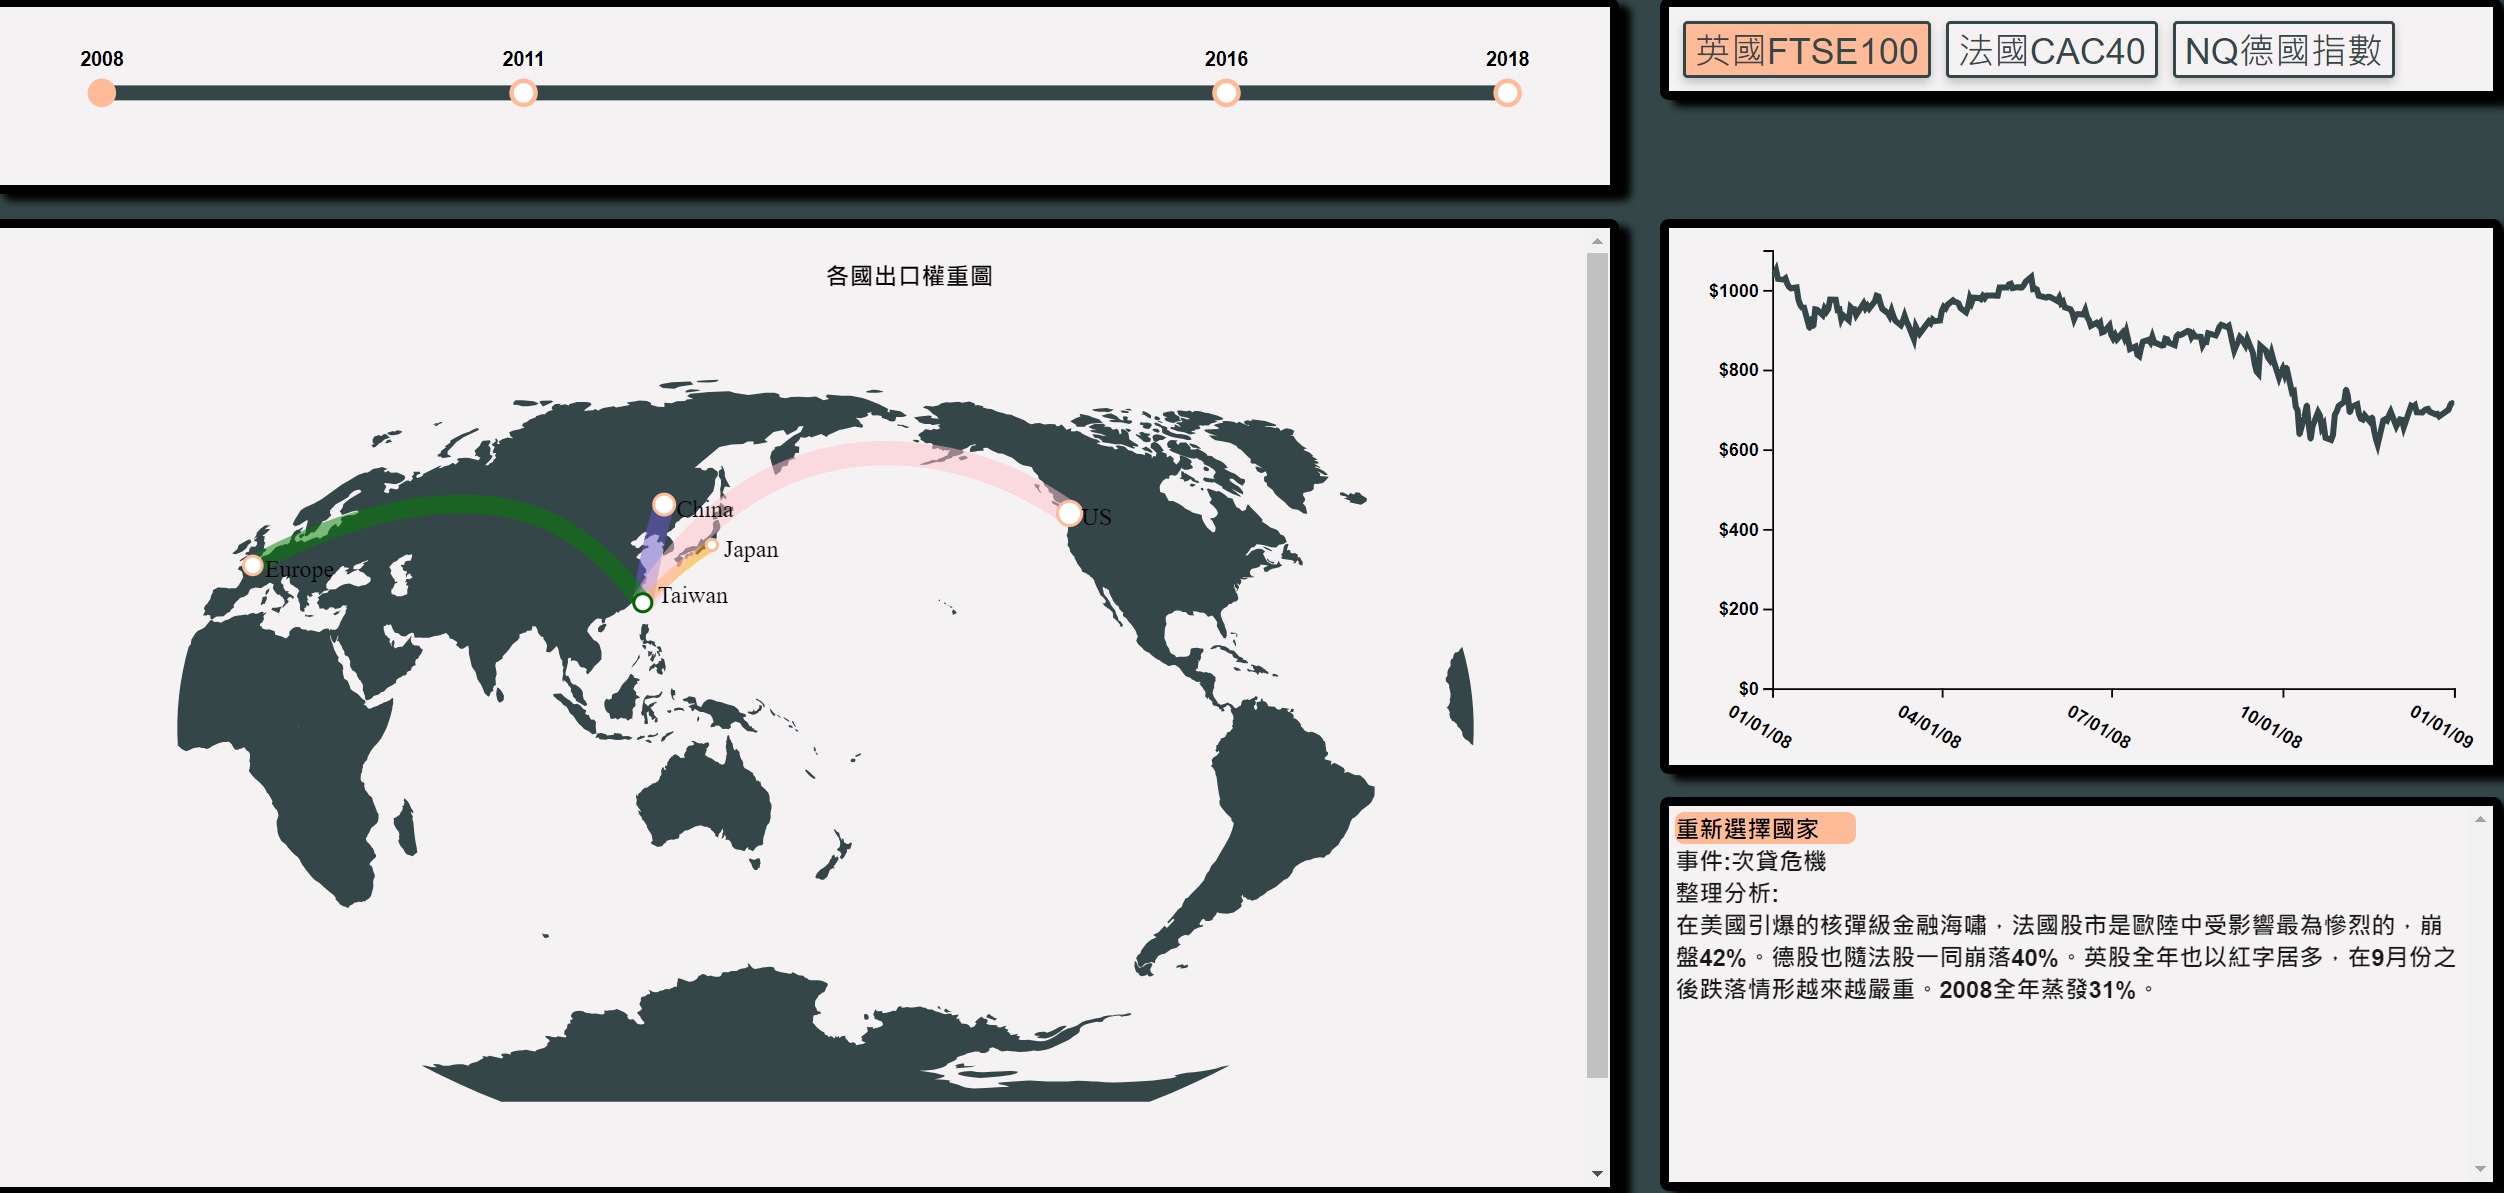 2008 2011 2016 2018
英國FTSE100 法國CAC40 NQ德國指數
各國出口權重圖
China
US
Japan
Europe
Taiwan
$1000
$800
$600
$400
$200
$0
01/01/08 04/01/08 07/01/08 10/01/08 01/01/09
重新選擇國家
事件:次貸危機
整理分析:
在美國引爆的核彈級金融海嘯，法國股市是歐陸中受影響最為慘烈的，崩
盤42%。德股也隨法股一同崩落40%。英股全年也以紅字居多，在9月份之
後跌落情形越來越嚴重。2008全年蒸發31%。